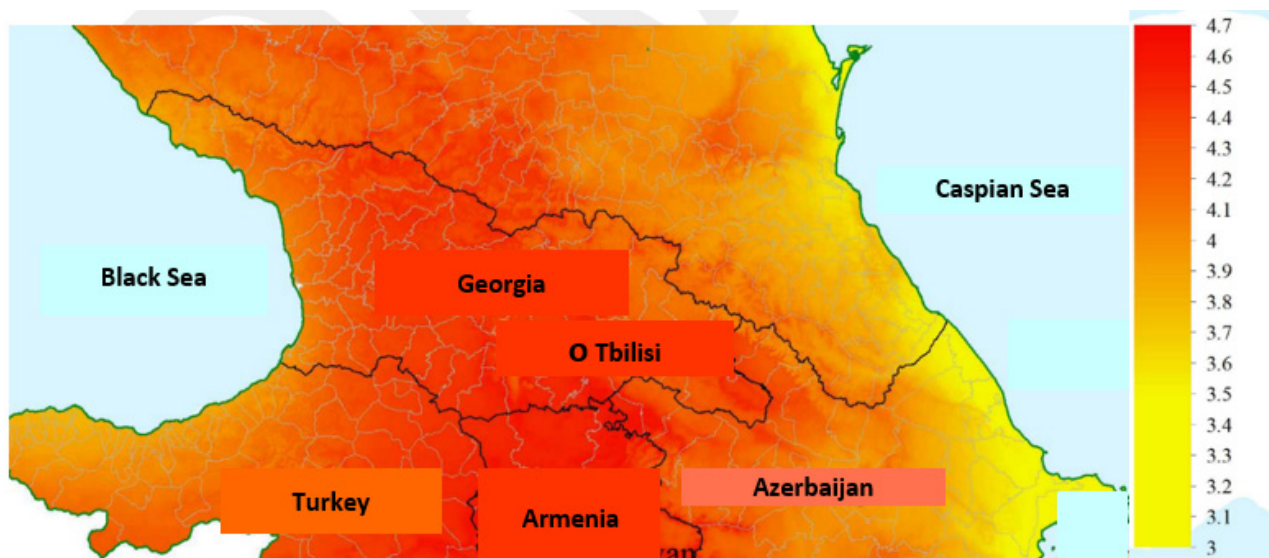 4.7
4.6
4.5
4.4
4.3
4.2
4.1
4
3.9
3.8
3.7
3.6
3.5
3.4
3.3
3.2
3.1
3
Caspian Sea
Black Sea
Georgia
O Tbilisi
Turkey
Armenia
Azerbaijan